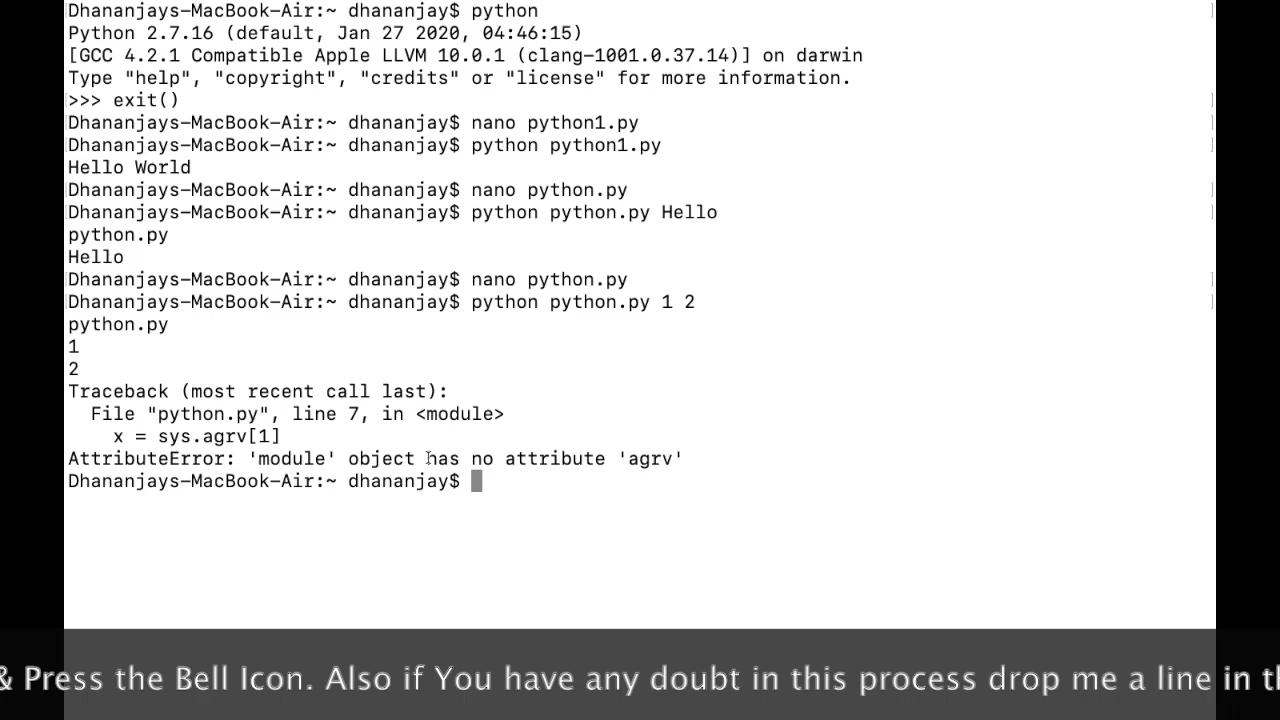 Dhananjays-MacBook-Air:~ dhananjay$ python
Python 2.7.16 (default, Jan 27 2020, 04:46:15)
[GCC 4.2.1 Compatible Apple LLVM 10.0.1 (clang-1001.0.37.14)] on darwin
Type "help", "copyright", "credits" or "license" for more information.
>>> exit()
Dhananjays-MacBook-Air:~ dhananjay$ nano python1.py
Dhananjays-MacBook-Air:~ dhananjay$ python python1.py
Hello World
Dhananjays-MacBook-Air:~ dhananjay$ nano python.py
Dhananjays-MacBook-Air:~ dhananjay$ python python.py Hello
python.py
Hello
Dhananjays-MacBook-Air:~ dhananjay$ nano python.py
Dhananjays-MacBook-Air:~ dhananjay$ python python.py 1 2
python.py
1
2
Traceback (most recent call last):
  File "python.py", line 7, in <module>
    x = sys.agrv[1]
AttributeError: 'module' object has no attribute 'agrv'
Dhananjays-MacBook-Air:~ dhananjay$
& Press the Bell Icon. Also if You have any doubt in this process drop me a line in